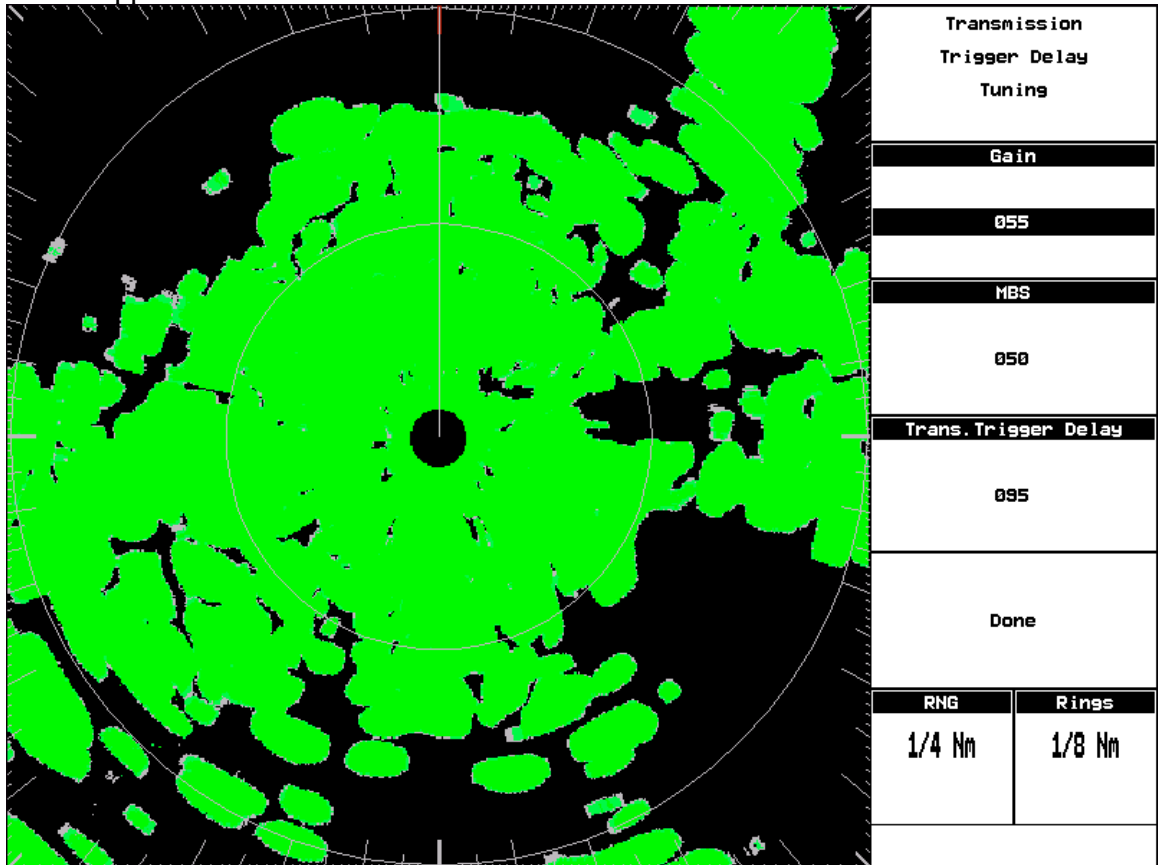 Transmission
Trigger Delay
Tuning
Gain
055
MBS
050
Trans.Trigger Delay
095
Done
RNG
Rings
1/4 Nm
1/8 Nm